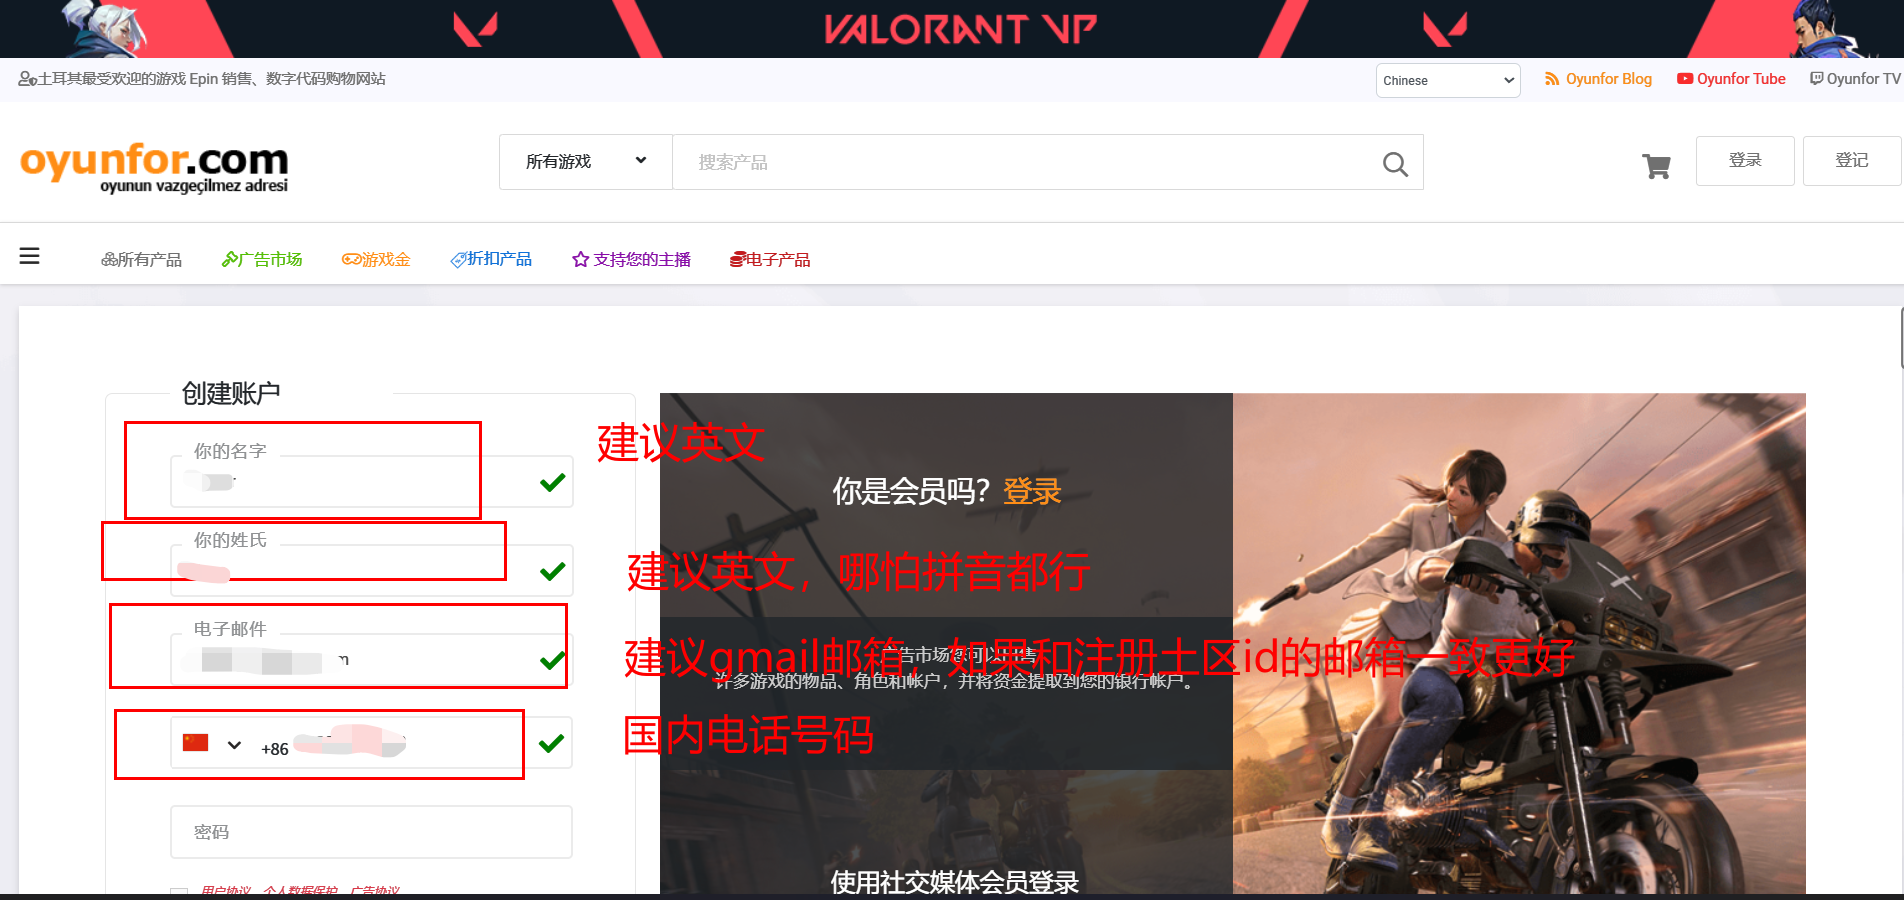 VALORANT VP
土耳其最受欢迎的游戏 Epin 销售、数字代码购物网站
Chinese
Oyunfor Blog
Oyunfor Tube
Oyunfor TV
oyunfor.com
oyunun vazgeçilmez adresi
所有游戏
搜索产品
登录
登记
所有产品
广告市场
游戏金
折扣产品
支持您的主播
电子产品
创建账户
你的名字
建议英文
你是会员吗？登录
你的姓氏
建议英文，哪怕拼音都行
电子邮件
m
建议gmail邮箱，如果和注册土区id的邮箱一致更好
广告市场您可以出售
许多游戏的物品、角色和帐户，并将资金提取到您的银行帐户。
+86
国内电话号码
密码
使用社交媒体会员登录
用户协议、个人数据保护、广告协议